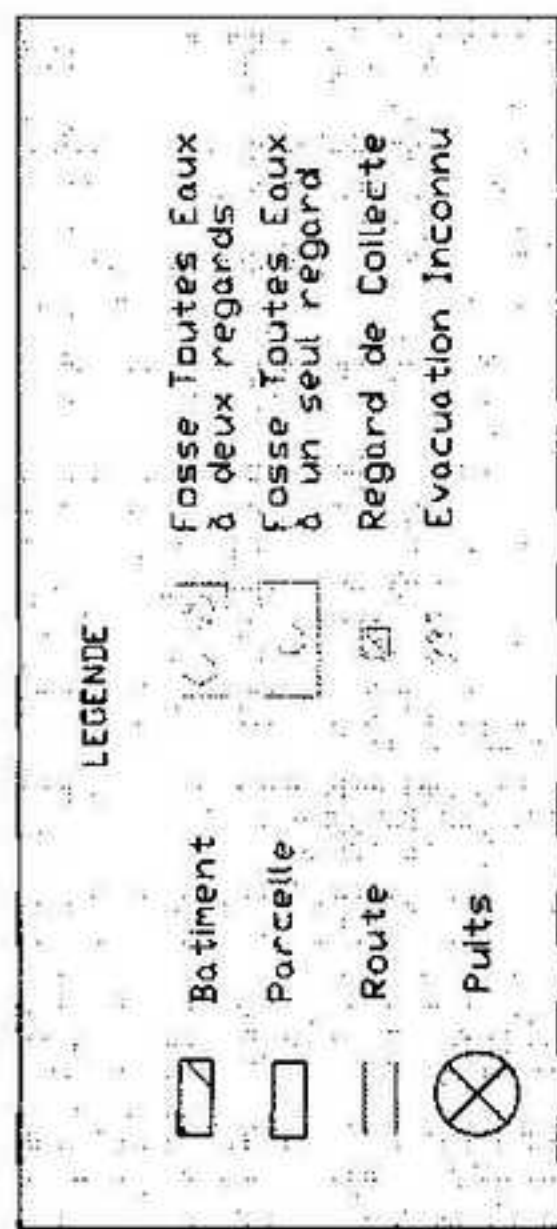 LEGENDE
Batiment
Parcelle
Route
Puits
Fosse Toutes Eaux
à deux regards
Fosse Toutes Eaux
à un seul regard
Regard de Collecte
Evacuation Inconnu